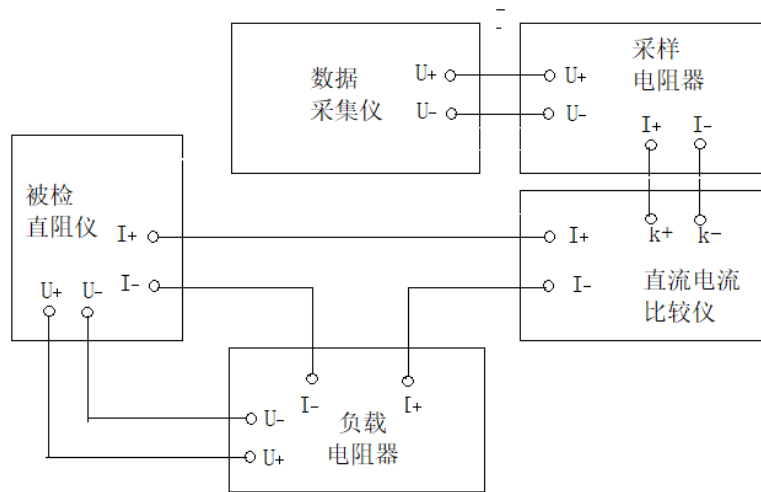 数据
采集仪
U+
U-
采样
电阻器
U+
U-
I+ I-
被检
直阻仪
I+
I-
U+ U-
k+ k-
I+
I-
直流电流
比较仪
I- I+
U-
U+
负载
电阻器